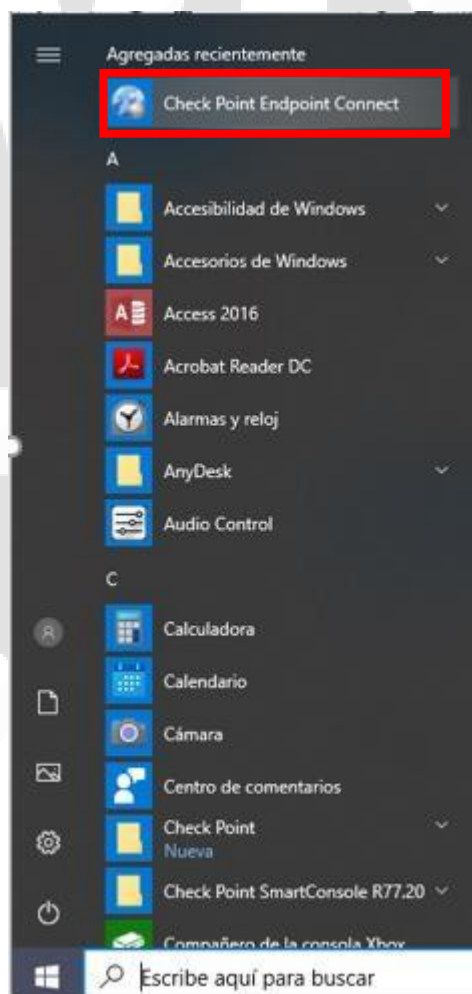 Agregadas recientemente
Check Point Endpoint Connect
A
Accesibilidad de Windows
Accesorios de Windows
Access 2016
Acrobat Reader DC
Alarmas y reloj
AnyDesk
Audio Control
C
Calculadora
Calendario
Cámara
Centro de comentarios
Check Point
Nueva
Check Point SmartConsole R77.20
Compañero de la consola Xbox
Escribe aquí para buscar